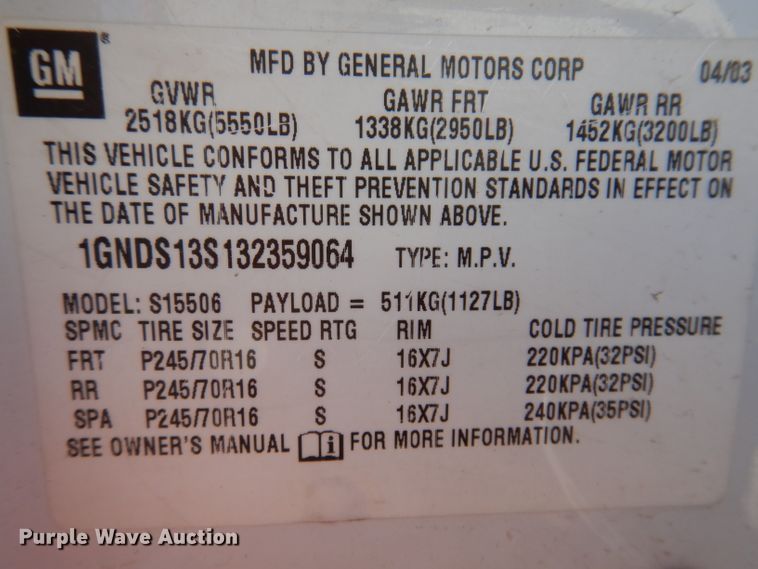 GM®
MFD BY GENERAL MOTORS CORP 04/03
GVWR GAWR FRT GAWR RR
2518KG(5550LB) 1338KG(2950LB) 1452KG(3200LB)
THIS VEHICLE CONFORMS TO ALL APPLICABLE U.S. FEDERAL MOTOR
VEHICLE SAFETY AND THEFT PREVENTION STANDARDS IN EFFECT ON
THE DATE OF MANUFACTURE SHOWN ABOVE.
1GNDS13S132359064 TYPE: M.P.V.
MODEL: S15506 PAYLOAD = 511KG(1127LB)
SPMC TIRE SIZE SPEED RTG RIM COLD TIRE PRESSURE
FRT P245/70R16 S 16X7J 220KPA(32PSI)
RR P245/70R16 S 16X7J 220KPA(32PSI)
SPA P245/70R16 S 16X7J 240KPA(35PSI)
SEE OWNER'S MANUAL i FOR MORE INFORMATION.
Purple Wave Auction